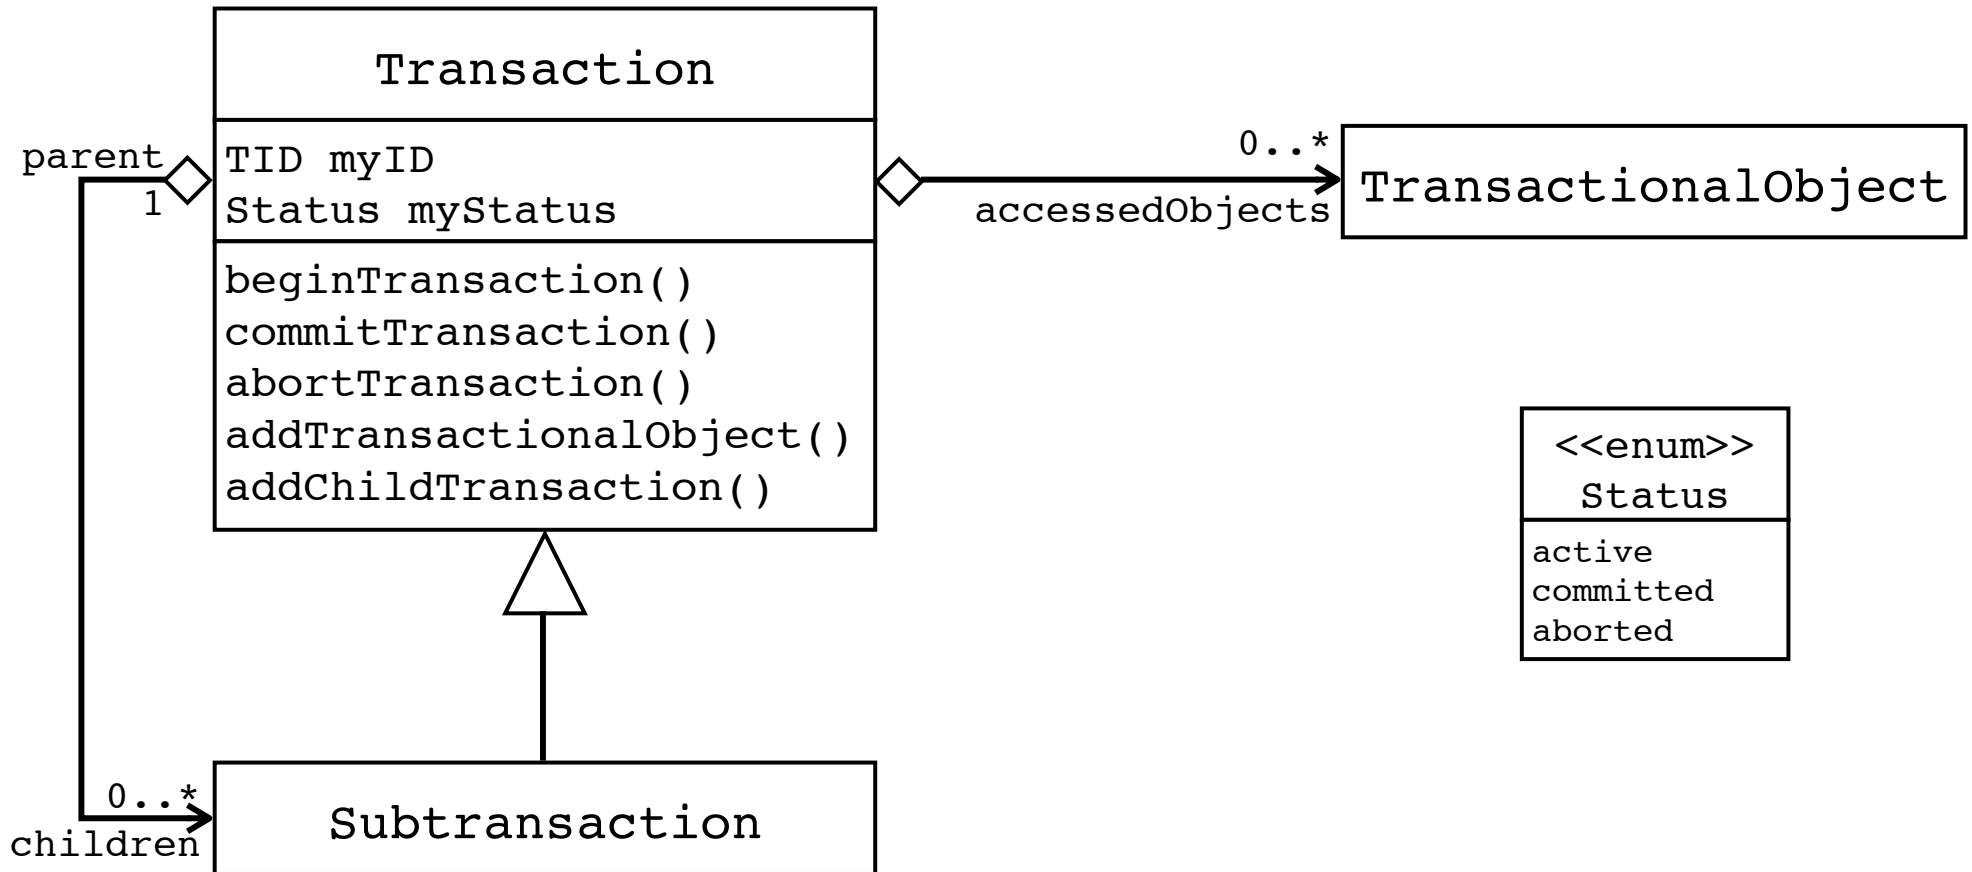 Transaction
parent
1
TID myID
Status myStatus
0..*
accessedObjects
TransactionalObject
beginTransaction()
commitTransaction()
abortTransaction()
addTransactionalObject()
addChildTransaction()
<<enum>>
Status
active
committed
aborted
0..*
children
Subtransaction